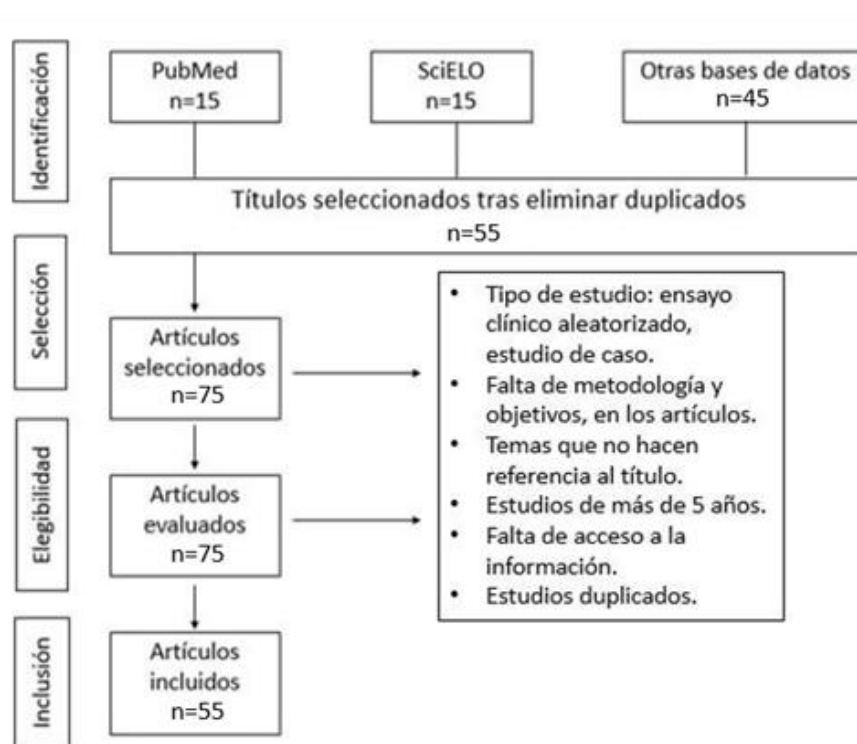 Identificación
PubMed
n=15
SciELO
n=15
Otras bases de datos
n=45
Títulos seleccionados tras eliminar duplicados
n=55
Selección
Artículos
seleccionados
n=75
• Tipo de estudio: ensayo
clínico aleatorizado,
estudio de caso.
• Falta de metodología y
objetivos, en los artículos.
• Temas que no hacen
referencia al título.
• Estudios de más de 5 años.
• Falta de acceso a la
información.
• Estudios duplicados.
Elegibilidad
Artículos
evaluados
n=75
Inclusión
Artículos
incluidos
n=55